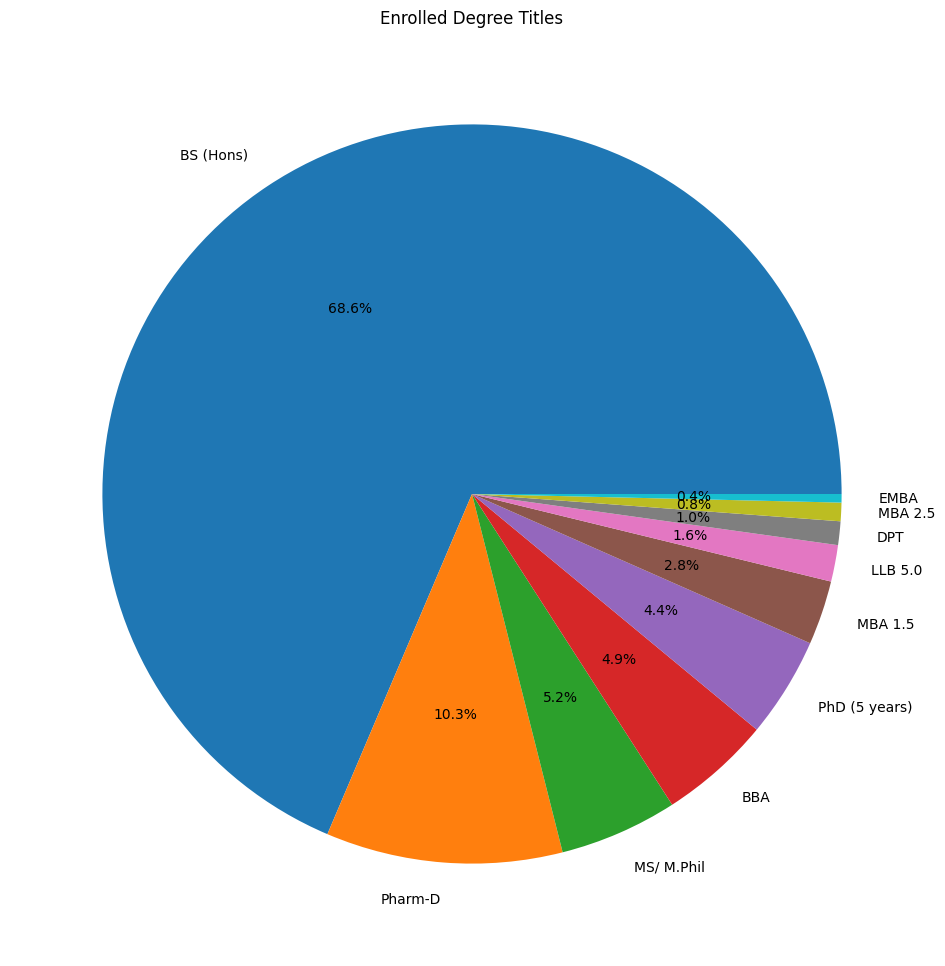 Enrolled Degree Titles
BS (Hons)
68.6%
EMBA
0.4%
MBA 2.5
0.8%
DPT
1.0%
LLB 5.0
1.6%
MBA 1.5
2.8%
PhD (5 years)
4.4%
BBA
4.9%
MS/ M.Phil
5.2%
Pharm-D
10.3%